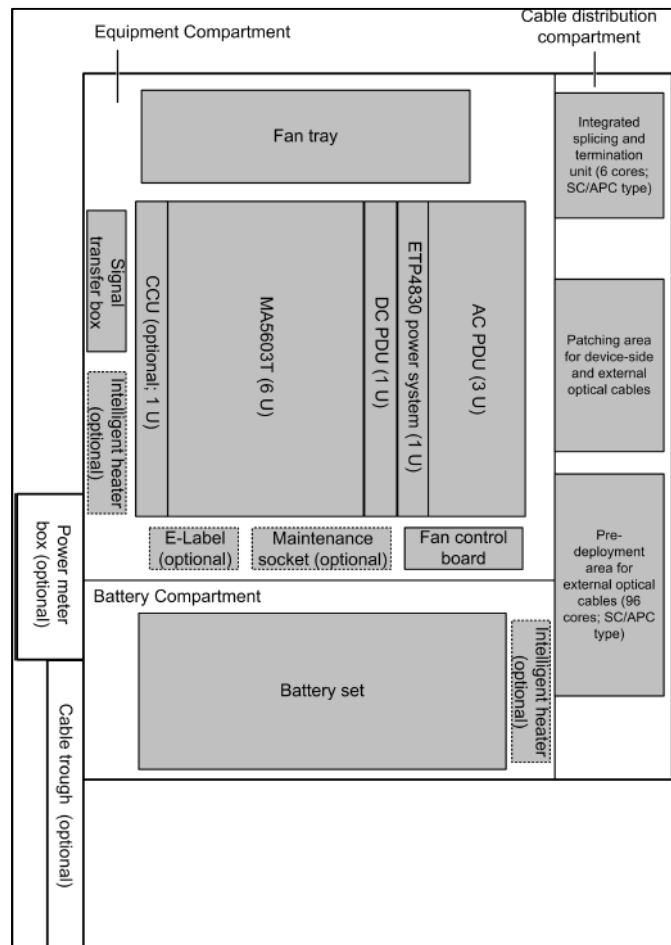 Equipment Compartment
Cable distribution
compartment
Fan tray
Integrated
splicing and
termination
unit (6 cores;
SC/APC type)
Signal
transfer box
CCU (optional; 1 U)
MA5603T (6 U)
DC PDU (1 U)
ETP4830 power system (1 U)
AC PDU (3 U)
Patching area
for device-side
and external
optical cables
Intelligent heater
(optional)
Power meter
box (optional)
E-Label
(optional)
Maintenance
socket (optional)
Fan control
board
Pre-
deployment
area for
external optical
cables (96
cores; SC/APC
type)
Battery Compartment
Battery set
Intelligent heater
(optional)
Cable trough (optional)